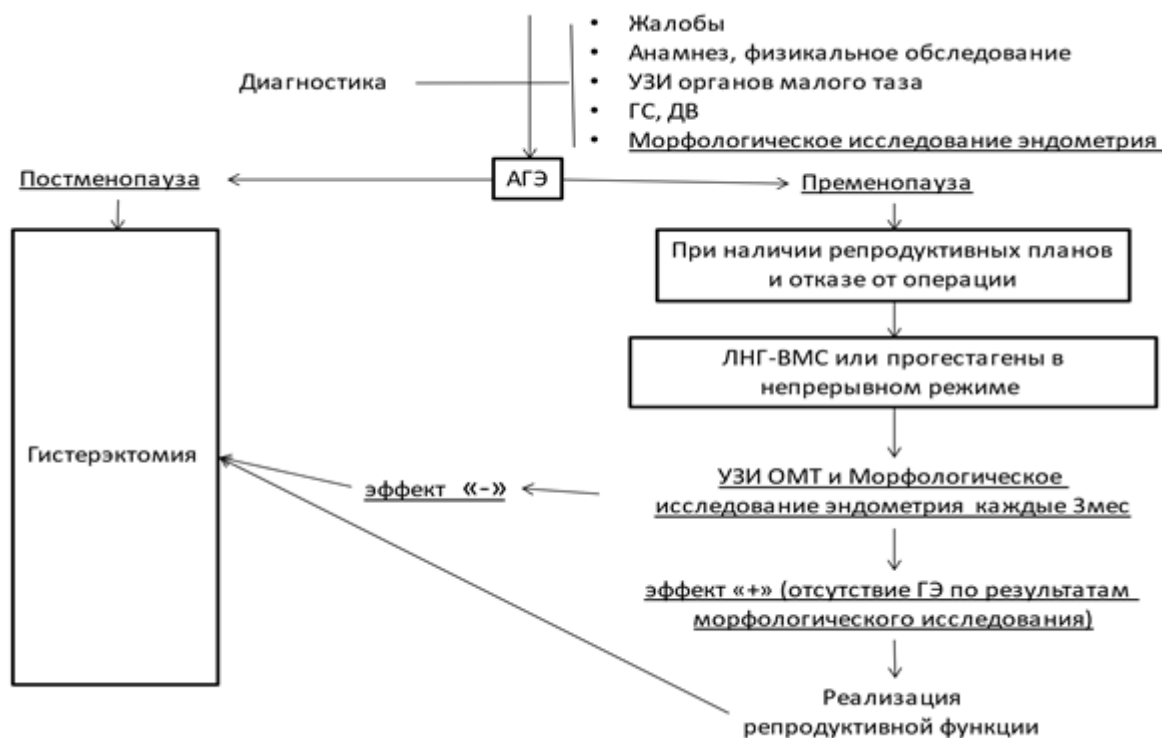 • Жалобы
• Анамнез, физикальное обследование
Диагностика
• УЗИ органов малого таза
• ГС, ДВ
• Морфологическое исследование эндометрия
Постменопауза
АГЭ
Пременопауза
При наличии репродуктивных планов
и отказе от операции
ЛНГ-ВМС или прогестагены в
непрерывном режиме
Гистерэктомия
эффект «-»
УЗИ ОМТ и Морфологическое
исследование эндометрия каждые 3мес
эффект «+» (отсутствие ГЭ по результатам
морфологического исследования)
Реализация
репродуктивной функции